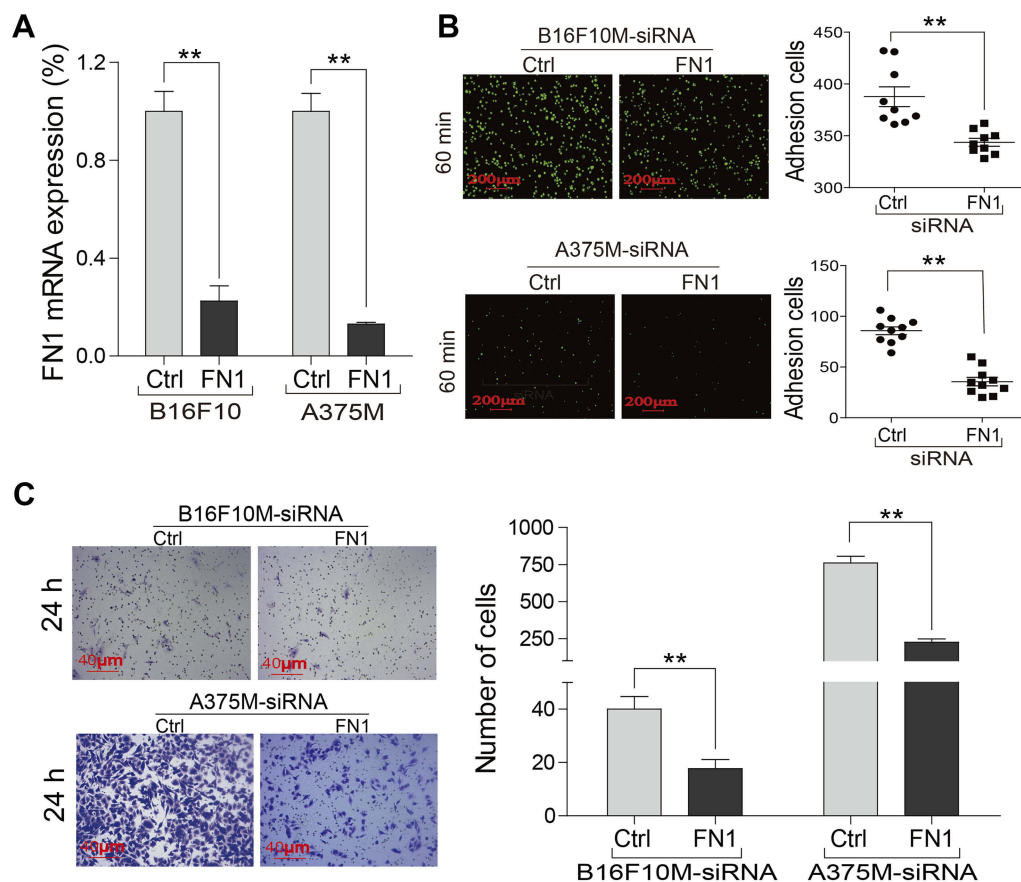 A
FN1 mRNA expression (%)
1.2
0.8
0.4
0.0
**
**
Ctrl FN1 Ctrl FN1
B16F10 A375M
B
B16F10M-siRNA
Ctrl FN1
60 min
200µm 200µm
Adhesion cells
450
400
350
300
**
Ctrl FN1
siRNA
A375M-siRNA
Ctrl FN1
60 min
siRNA
200µm 200µm
Adhesion cells
150
100
50
0
**
Ctrl FN1
siRNA
C
B16F10M-siRNA
Ctrl FN1
24 h
40µm 40µm
A375M-siRNA
Ctrl FN1
24 h
40µm 40µm
Number of cells
1000
750
500
250
40
20
0
**
**
Ctrl FN1 Ctrl FN1
B16F10M-siRNA A375M-siRNA